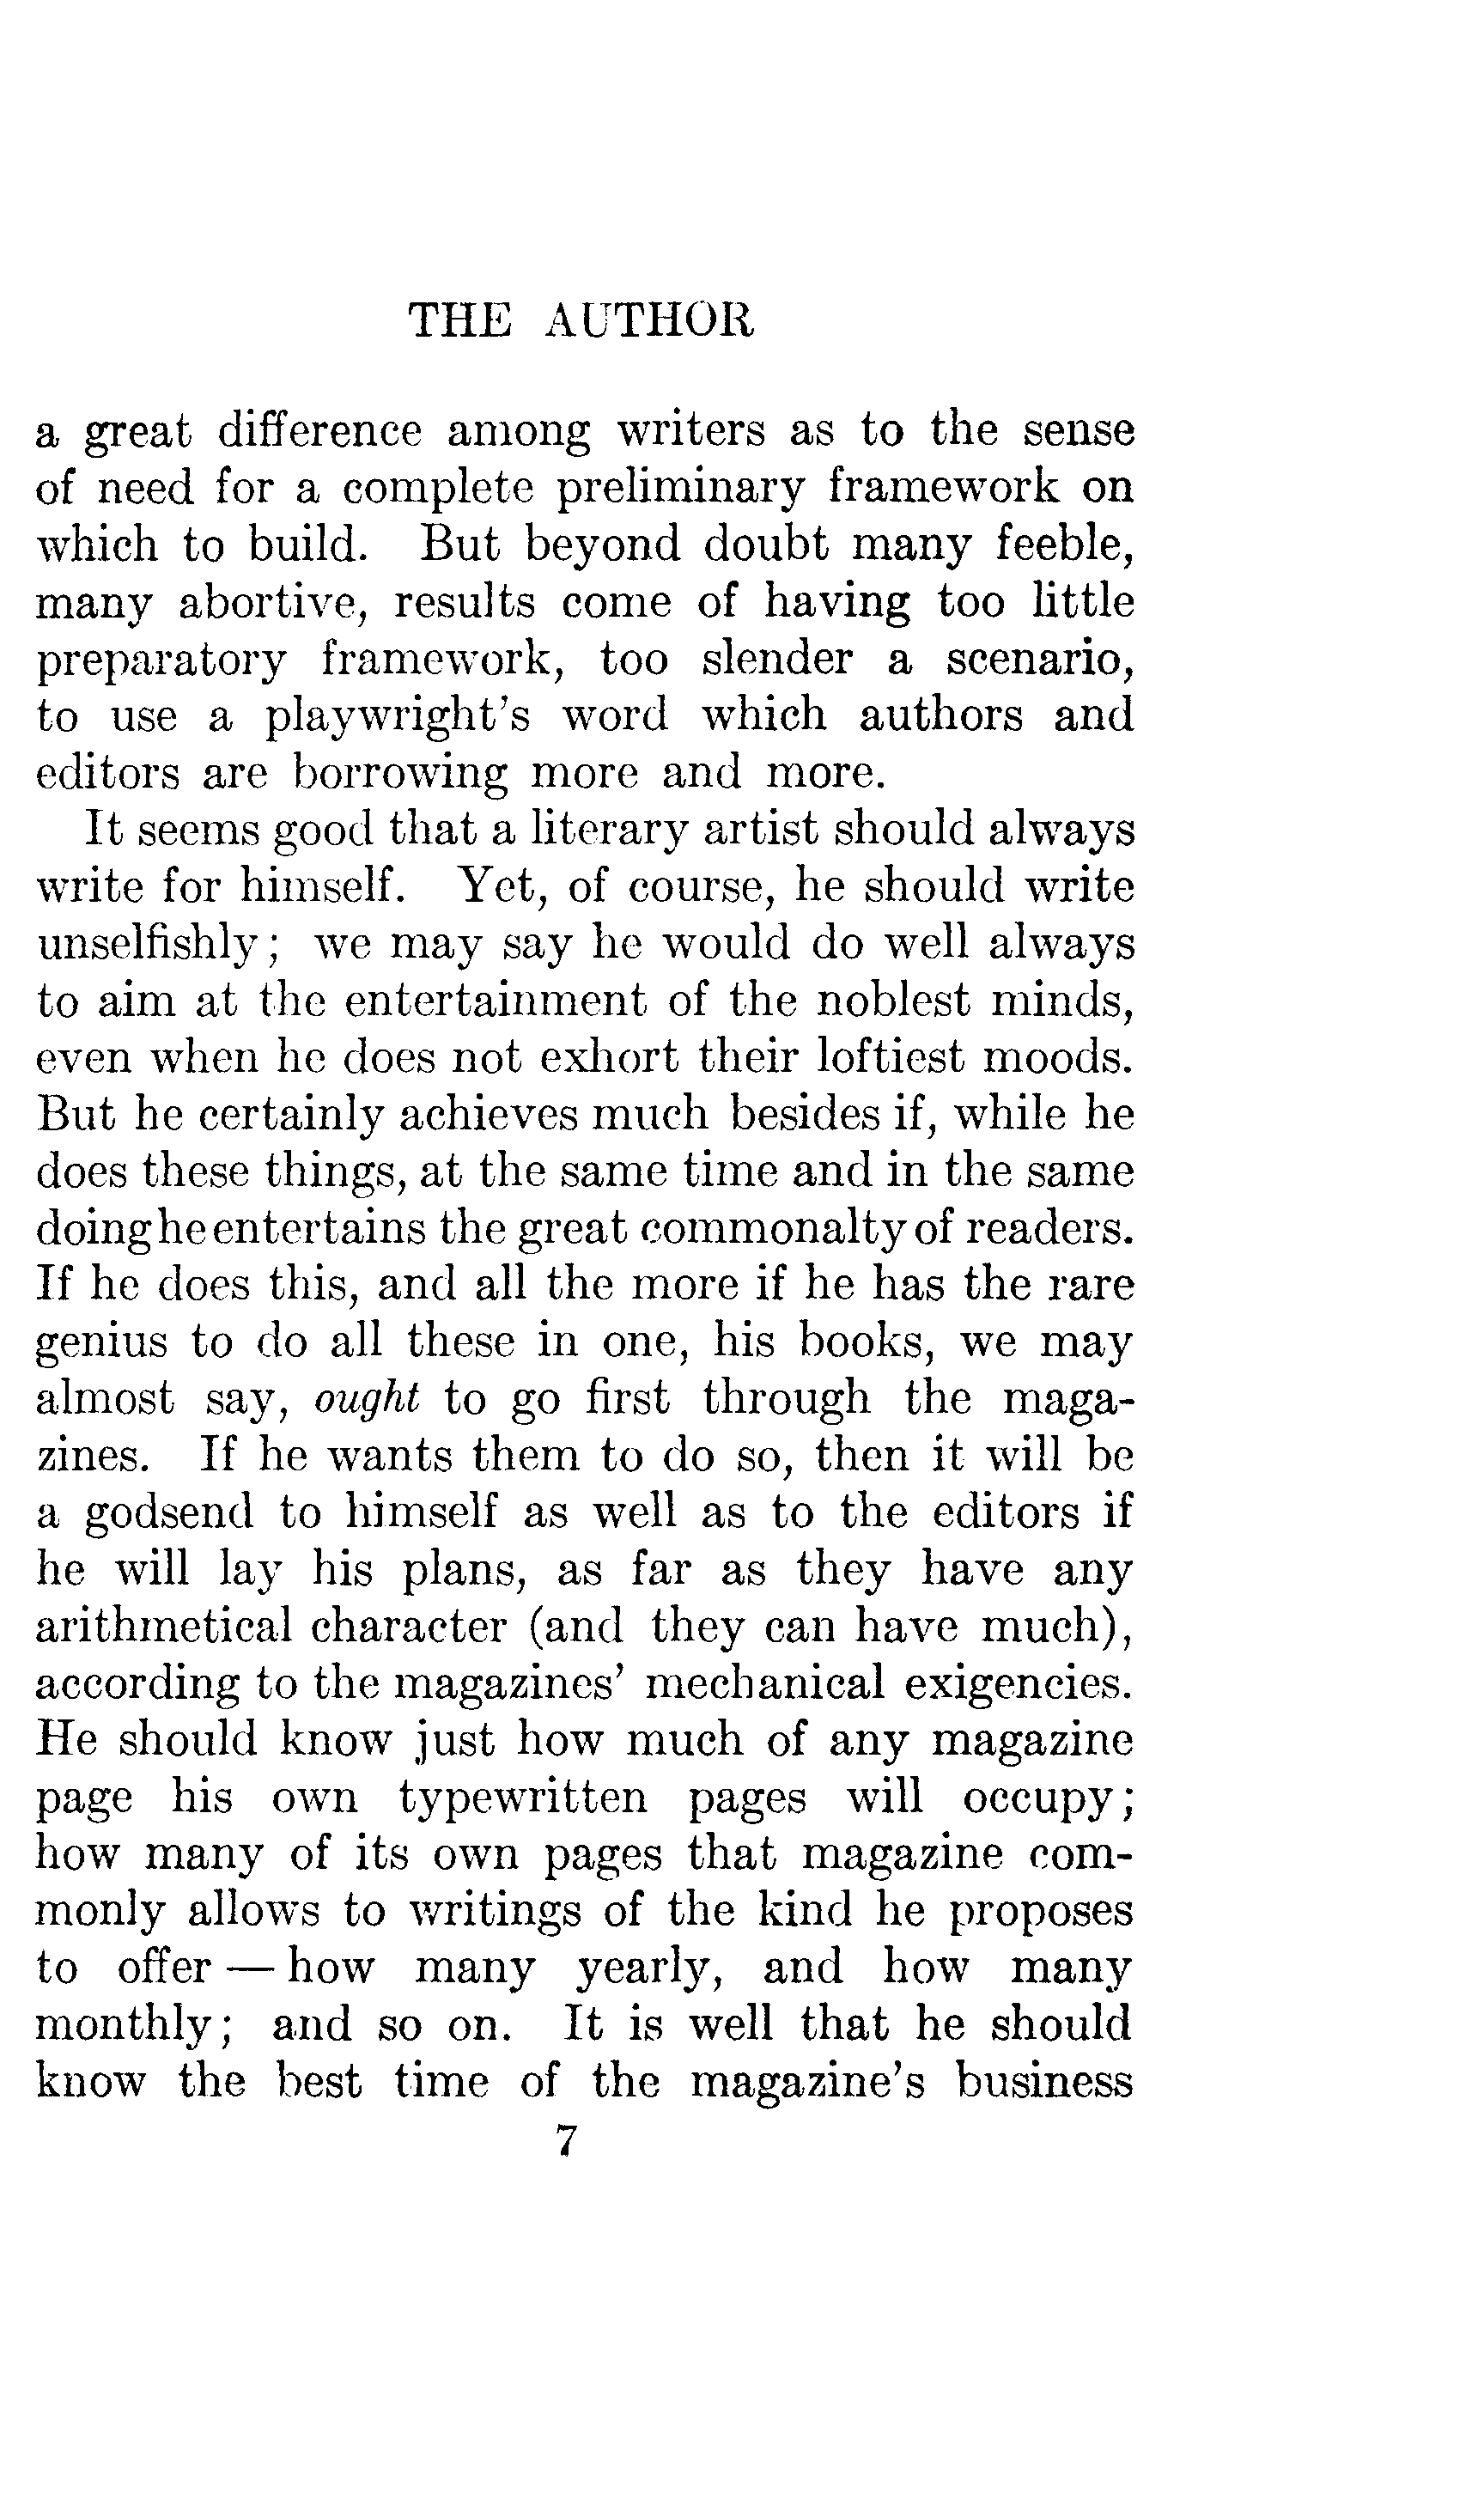 THE AUTHOR
a great difference among writers as to the sense
of need for a complete preliminary framework on
which to build. But beyond doubt many feeble,
many abortive, results come of having too little
preparatory framework, too slender a scenario,
to use a playwright's word which authors and
editors are borrowing more and more.
It seems good that a literary artist should always
write for himself. Yet, of course, he should write
unselfishly; we may say he would do well always
to aim at the entertainment of the noblest minds,
even when he does not exhort their loftiest moods.
But he certainly achieves much besides if, while he
does these things, at the same time and in the same
doing he entertains the great commonalty of readers.
If he does this, and all the more if he has the rare
genius to do all these in one, his books, we may
almost say, ought to go first through the maga-
zines. If he wants them to do so, then it will be
a godsend to himself as well as to the editors if
he will lay his plans, as far as they have any
arithmetical character (and they can have much),
according to the magazines' mechanical exigencies.
He should know just how much of any magazine
page his own typewritten pages will occupy;
how many of its own pages that magazine com-
monly allows to writings of the kind he proposes
to offer — how many yearly, and how many
monthly; and so on. It is well that he should
know the best time of the magazine's business
7